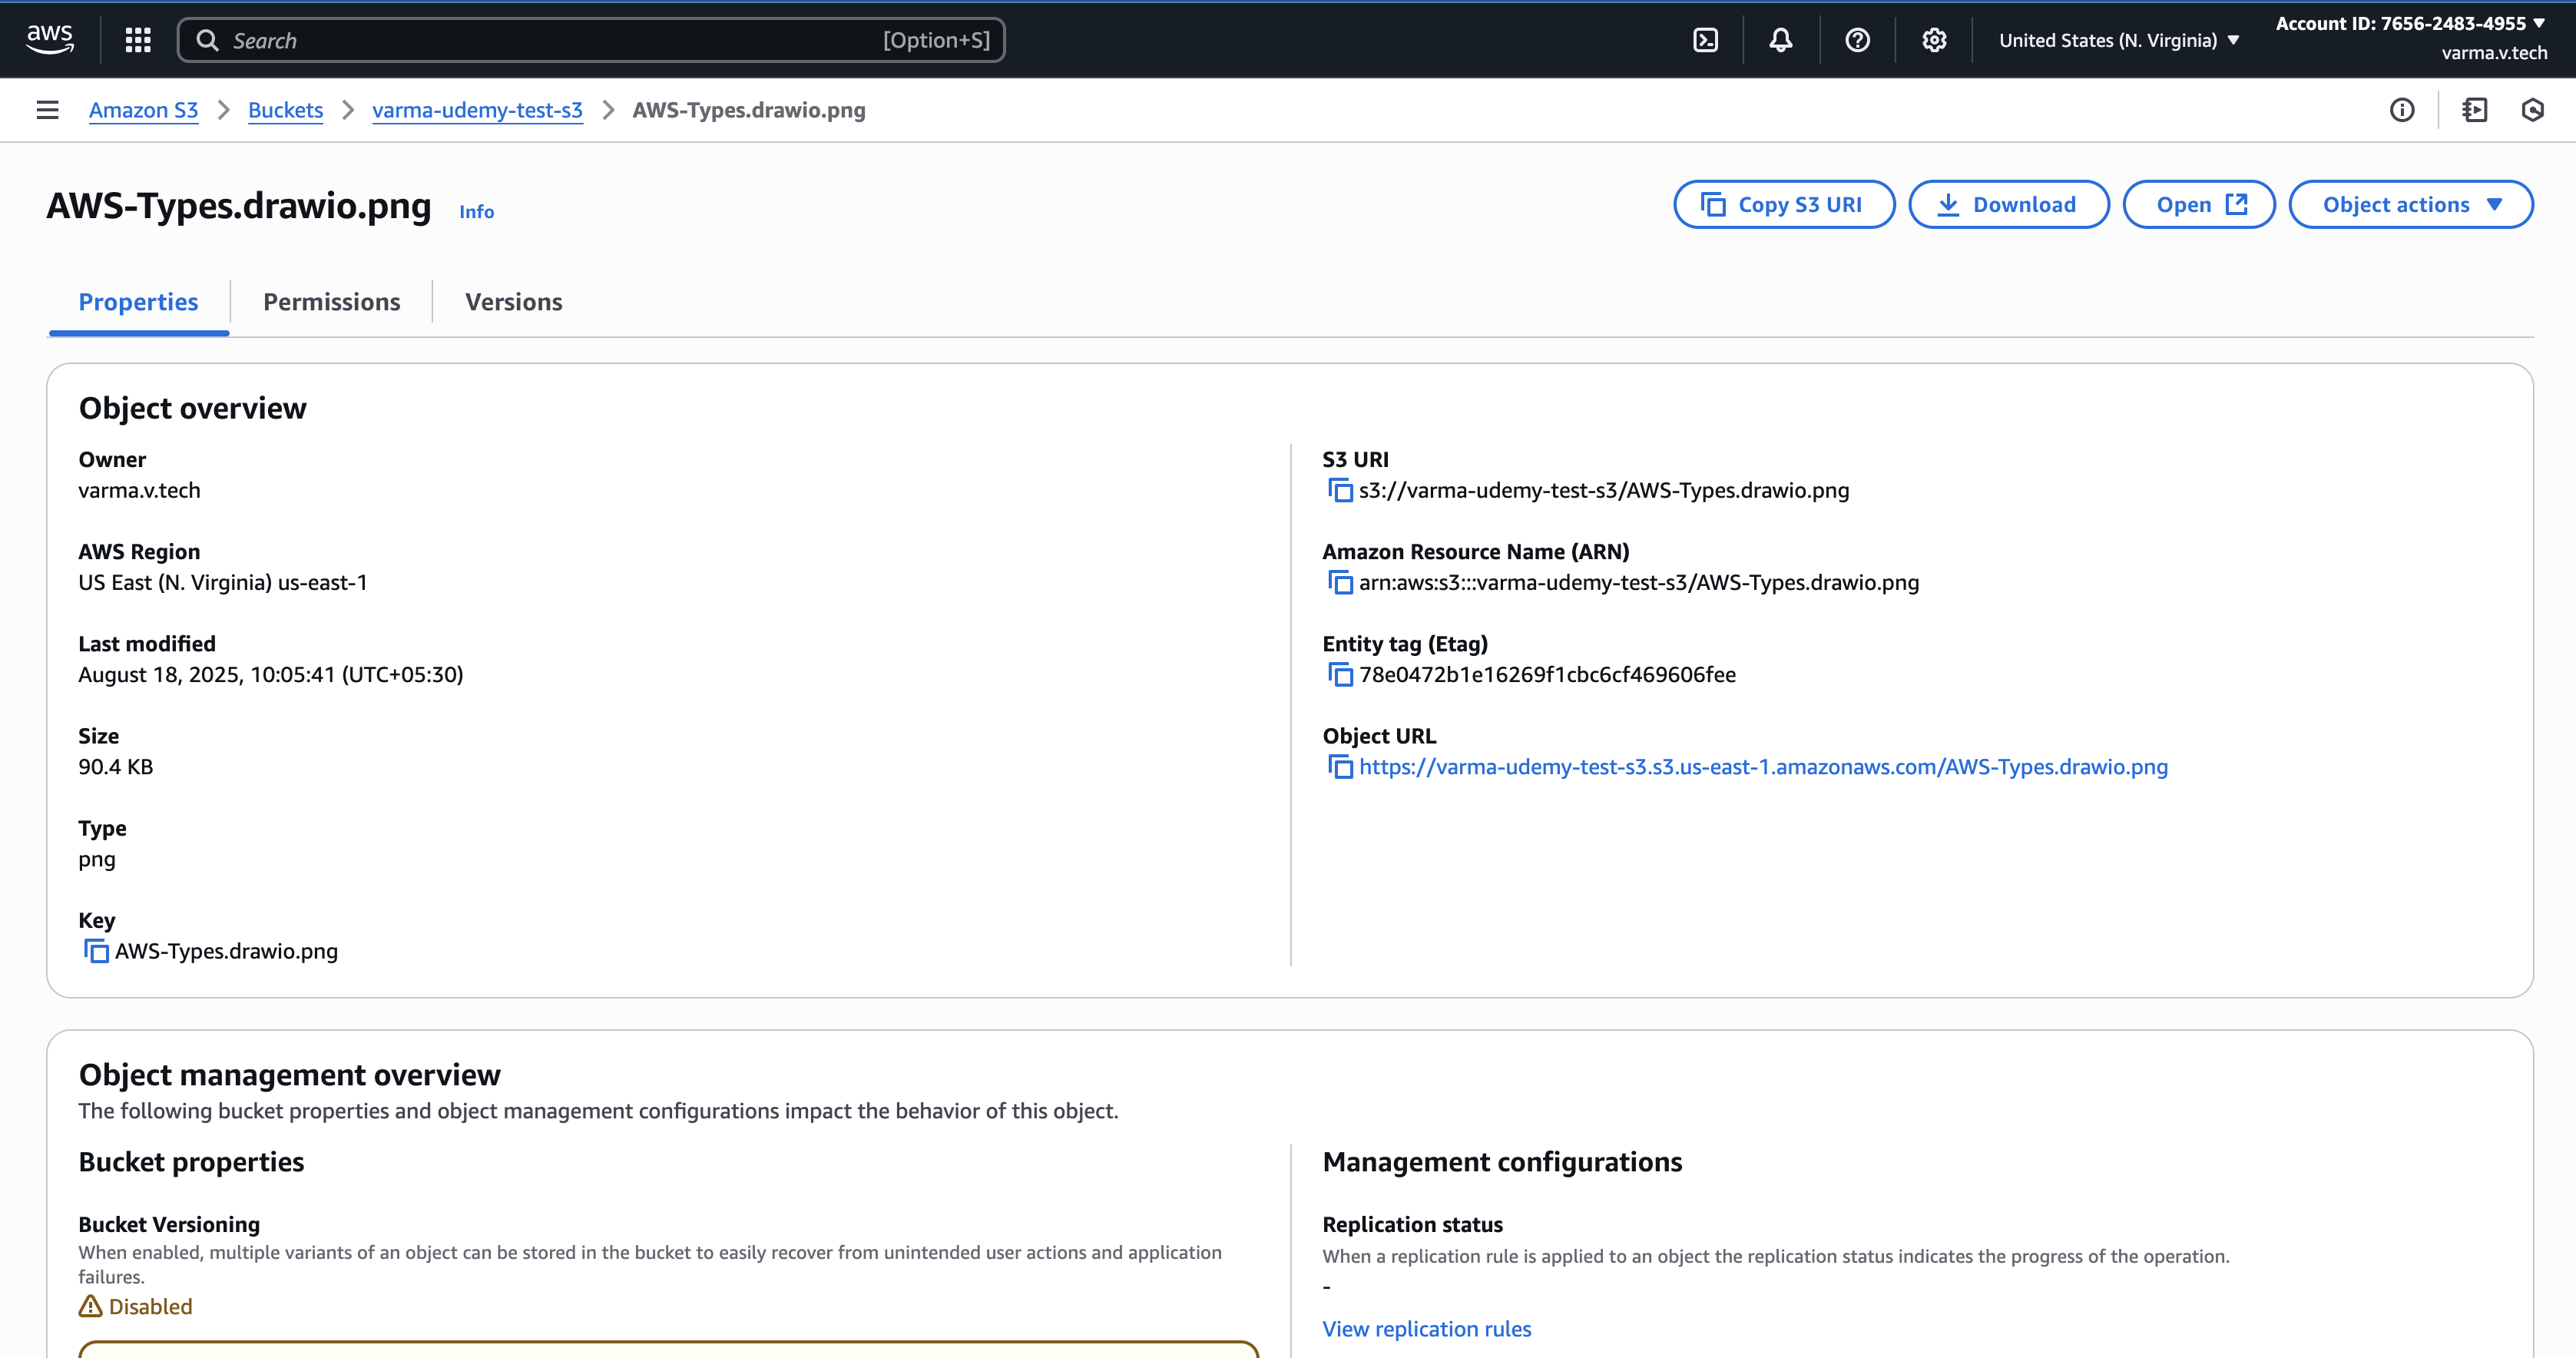 aws
Search [Option+S]
United States (N. Virginia)
Account ID: 7656-2483-4955
varma.v.tech
Amazon S3
Buckets
varma-udemy-test-s3
AWS-Types.drawio.png
AWS-Types.drawio.png Info
Copy S3 URI
Download
Open
Object actions
Properties
Permissions
Versions
Object overview
Owner
varma.v.tech
AWS Region
US East (N. Virginia) us-east-1
Last modified
August 18, 2025, 10:05:41 (UTC+05:30)
Size
90.4 KB
Type
png
Key
AWS-Types.drawio.png
S3 URI
s3://varma-udemy-test-s3/AWS-Types.drawio.png
Amazon Resource Name (ARN)
arn:aws:s3:::varma-udemy-test-s3/AWS-Types.drawio.png
Entity tag (Etag)
78e0472b1e16269f1cbc6cf469606fee
Object URL
https://varma-udemy-test-s3.s3.us-east-1.amazonaws.com/AWS-Types.drawio.png
Object management overview
The following bucket properties and object management configurations impact the behavior of this object.
Bucket properties
Bucket Versioning
When enabled, multiple variants of an object can be stored in the bucket to easily recover from unintended user actions and application
failures.
Disabled
Management configurations
Replication status
When a replication rule is applied to an object the replication status indicates the progress of the operation.
-
View replication rules